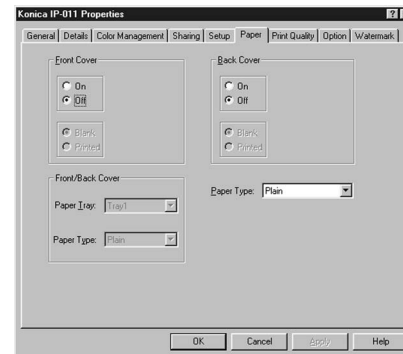 Konica IP-011 Properties
General Details Color Management Sharing Setup Paper Print Quality Option Watermark
Front Cover
On
Off
Blank
Printed
Back Cover
On
Off
Blank
Printed
Front/Back Cover
Paper Tray: Tray1
Paper Type: Plain
Paper Type: Plain
OK Cancel Apply Help